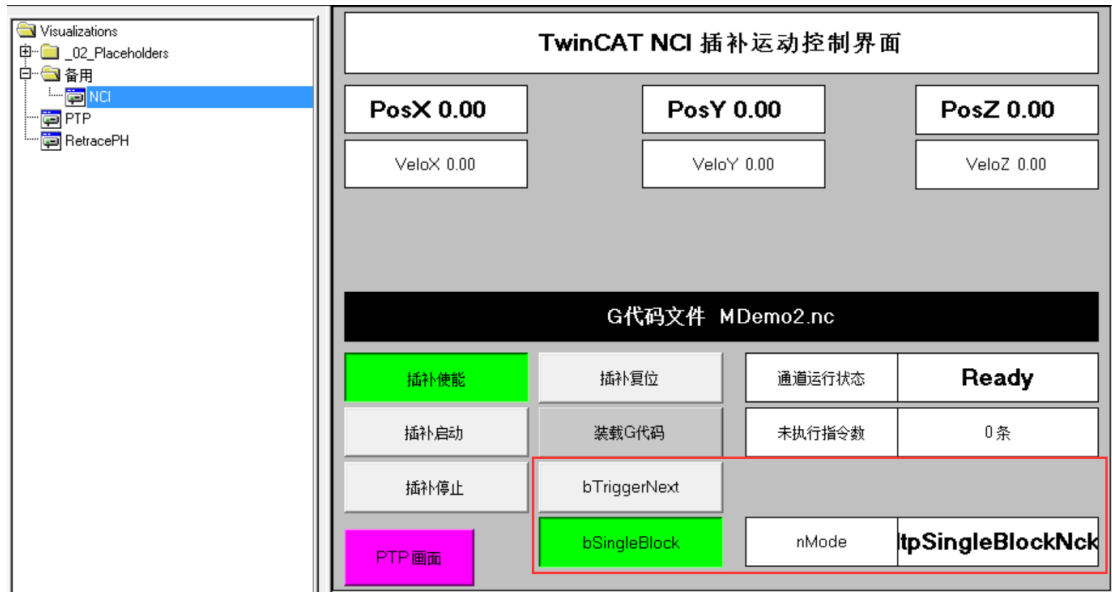 Visualizations
_02_Placeholders
备用
NCI
PTP
RetracePH
TwinCAT NCI 插补运动控制界面
PosX 0.00 PosY 0.00 PosZ 0.00
VeloX 0.00 VeloY 0.00 VeloZ 0.00
G代码文件 MDemo2.nc
插补使能 插补复位 通道运行状态 Ready
插补启动 装载G代码 未执行指令数 0条
插补停止 bTriggerNext
PTP画面 bSingleBlock nMode ItpSingleBlockNck